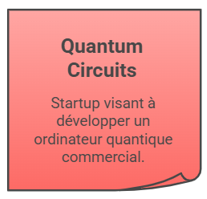 Quantum
Circuits
Startup visant à
développer un
ordinateur quantique
commercial.